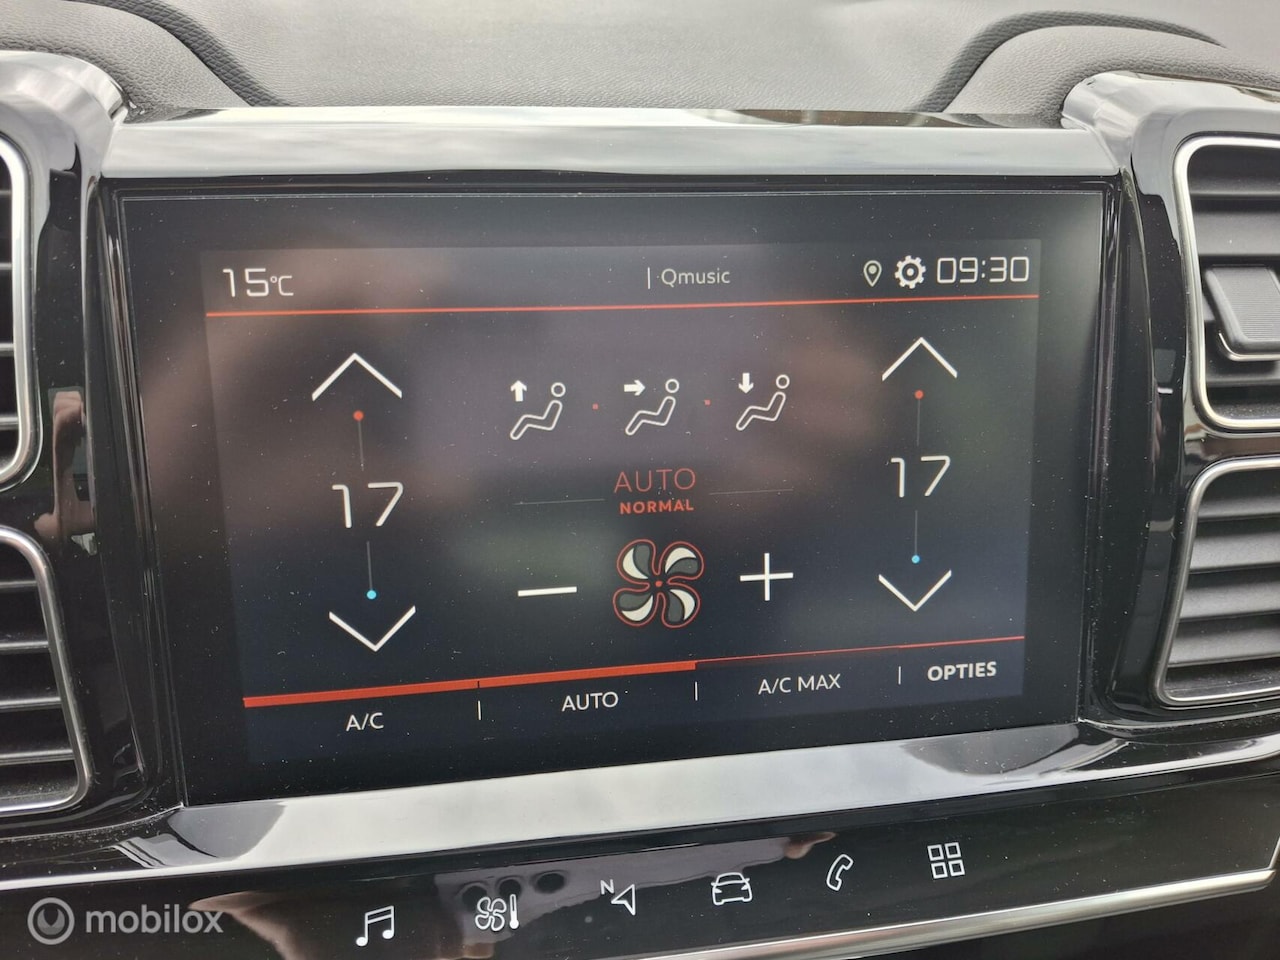 15°C
| Qmusic
09:30
17
17
AUTO
NORMAL
A/C | AUTO | A/C MAX | OPTIES
N
mobilox